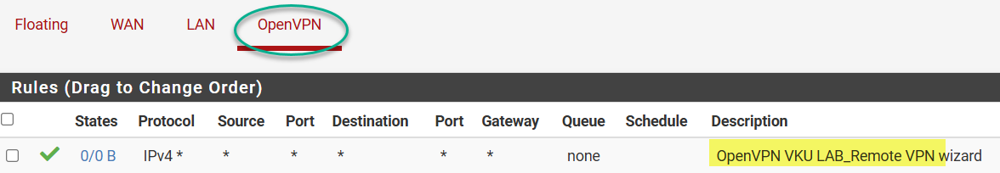 Floating WAN LAN OpenVPN
Rules (Drag to Change Order)
States Protocol Source Port Destination Port Gateway Queue Schedule Description
0/0 B IPv4 * * * * * * none OpenVPN VKU LAB_Remote VPN wizard